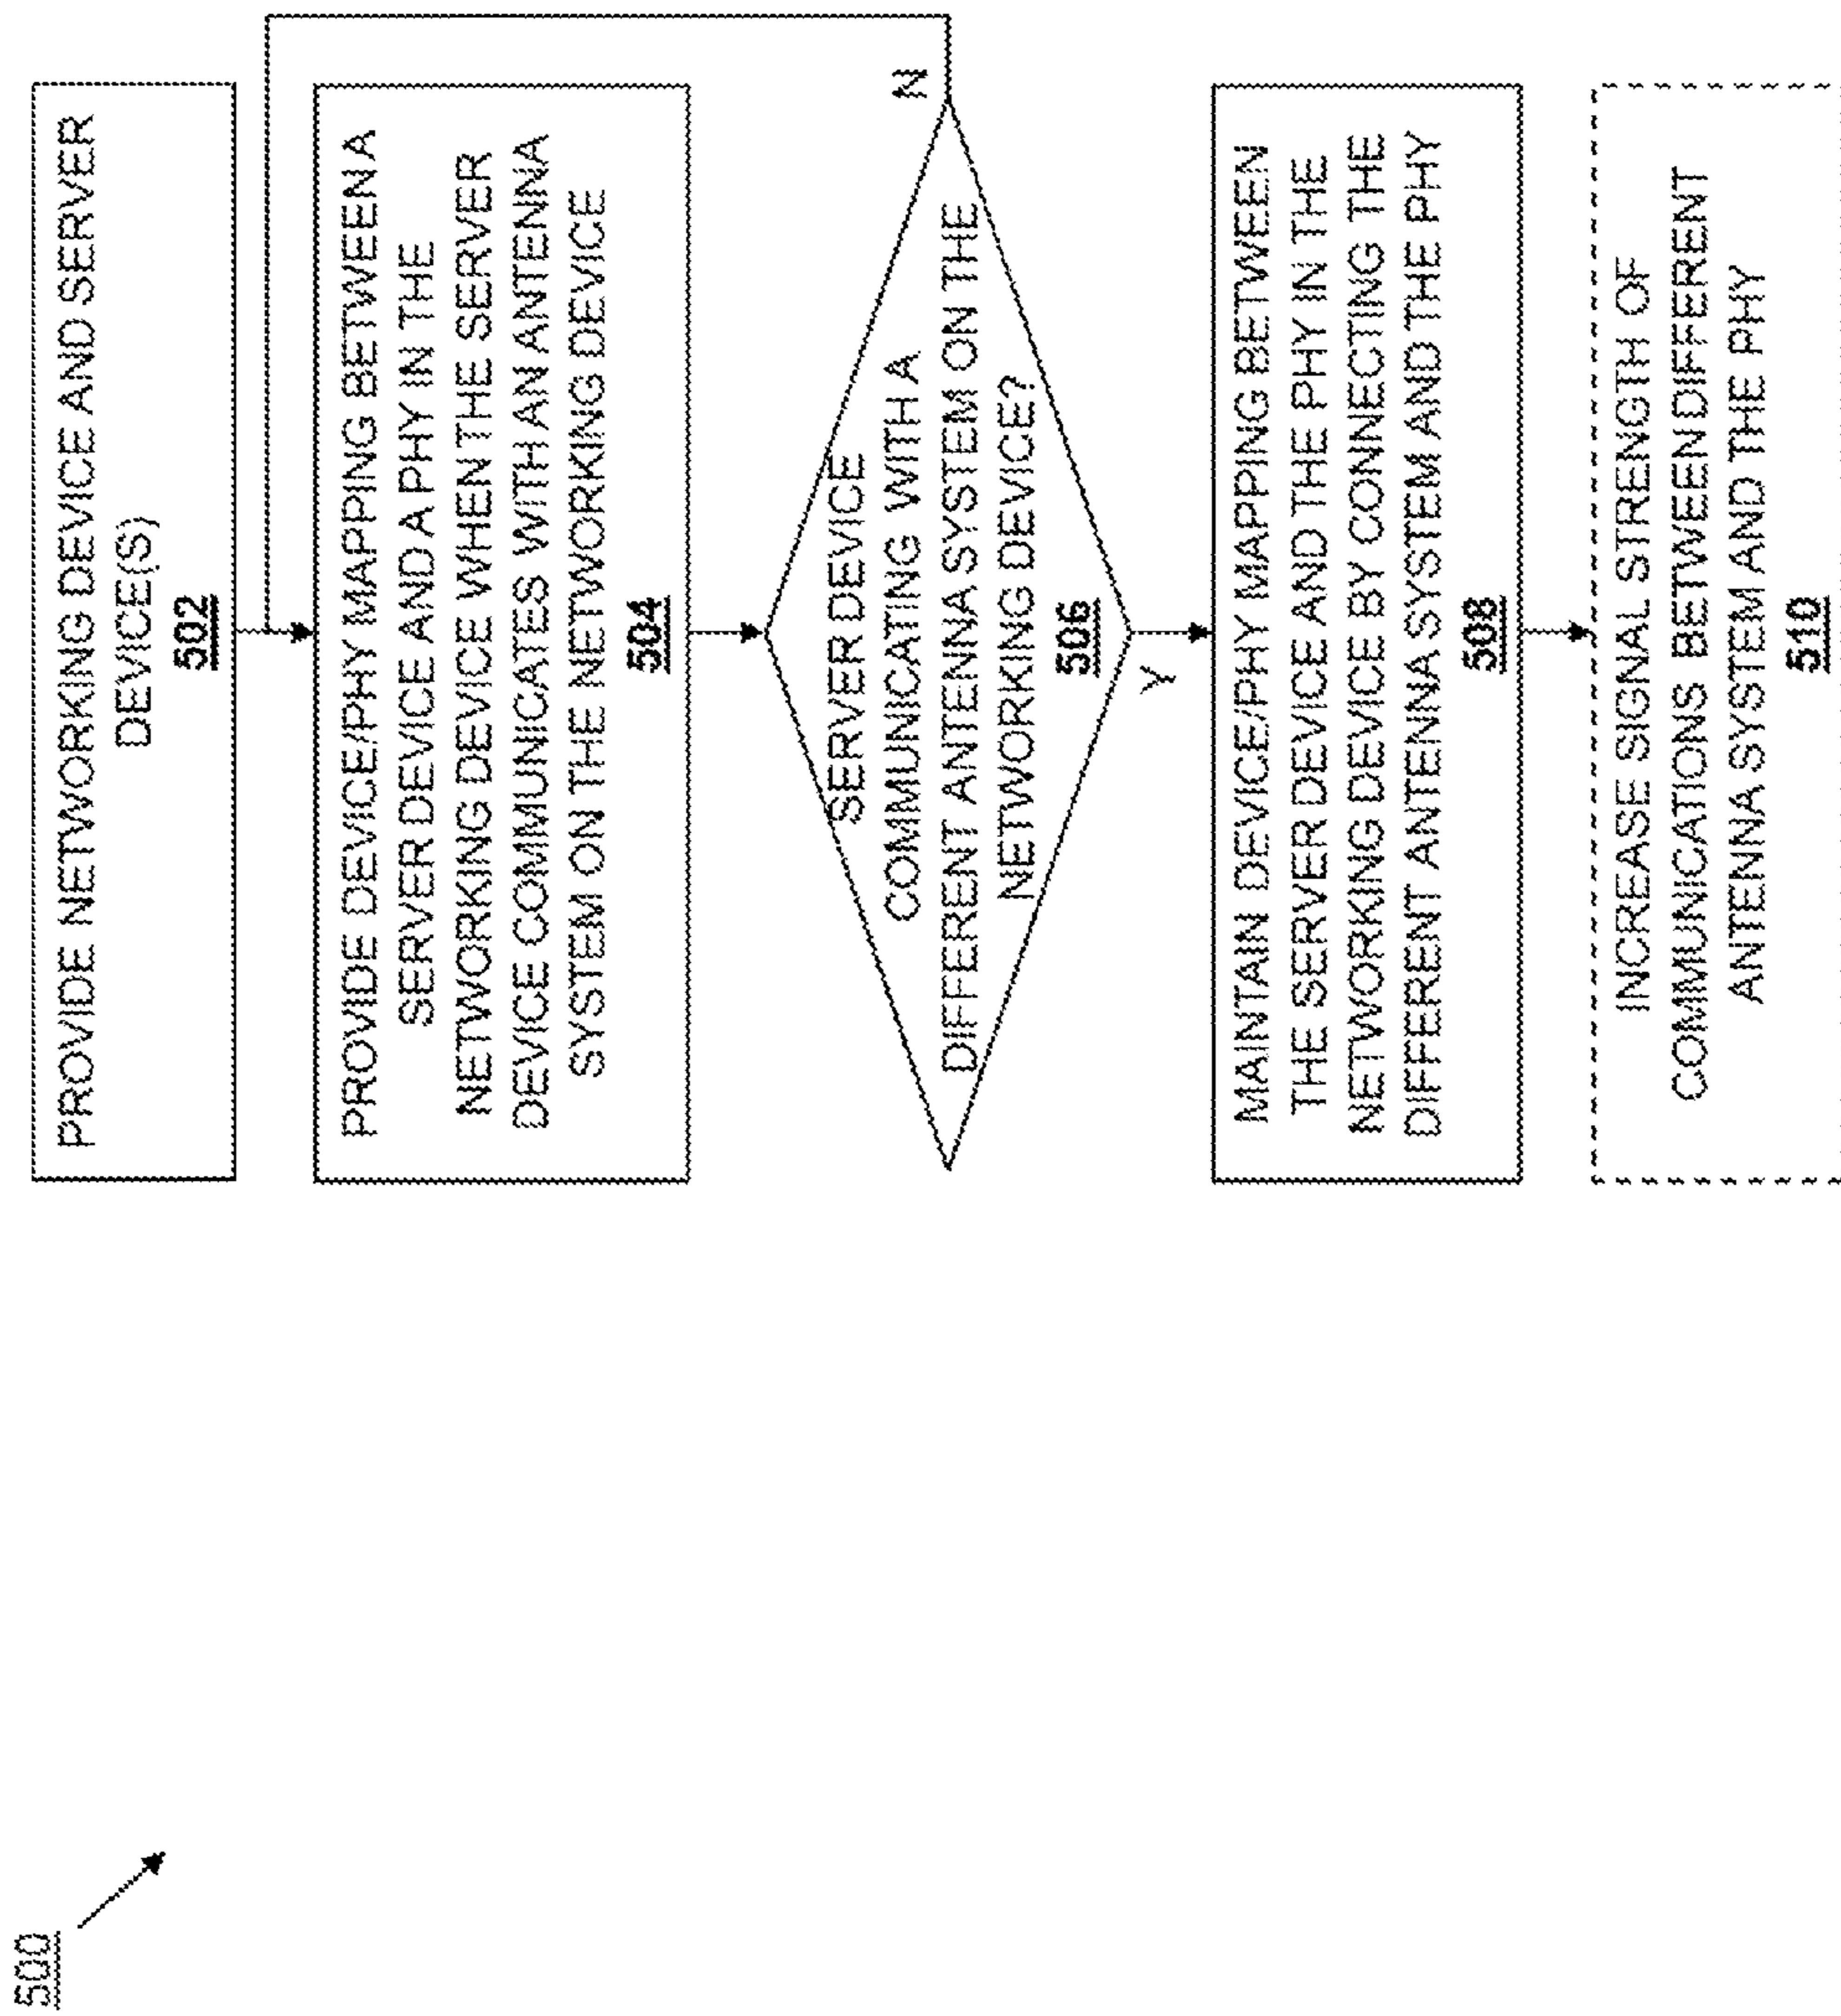 500
PROVIDE NETWORKING DEVICE AND SERVER
DEVICE(S)
502
PROVIDE DEVICE/PHY MAPPING BETWEEN A
SERVER DEVICE AND A PHY IN THE
NETWORKING DEVICE WHEN THE SERVER
DEVICE COMMUNICATES WITH AN ANTENNA
SYSTEM ON THE NETWORKING DEVICE
504
SERVER DEVICE
COMMUNICATING WITH A
DIFFERENT ANTENNA SYSTEM ON THE
NETWORKING DEVICE?
506
N
Y
MAINTAIN DEVICE/PHY MAPPING BETWEEN
THE SERVER DEVICE AND THE PHY IN THE
NETWORKING DEVICE BY CONNECTING THE
DIFFERENT ANTENNA SYSTEM AND THE PHY
508
INCREASE SIGNAL STRENGTH OF
COMMUNICATIONS BETWEEN DIFFERENT
ANTENNA SYSTEM AND THE PHY
510